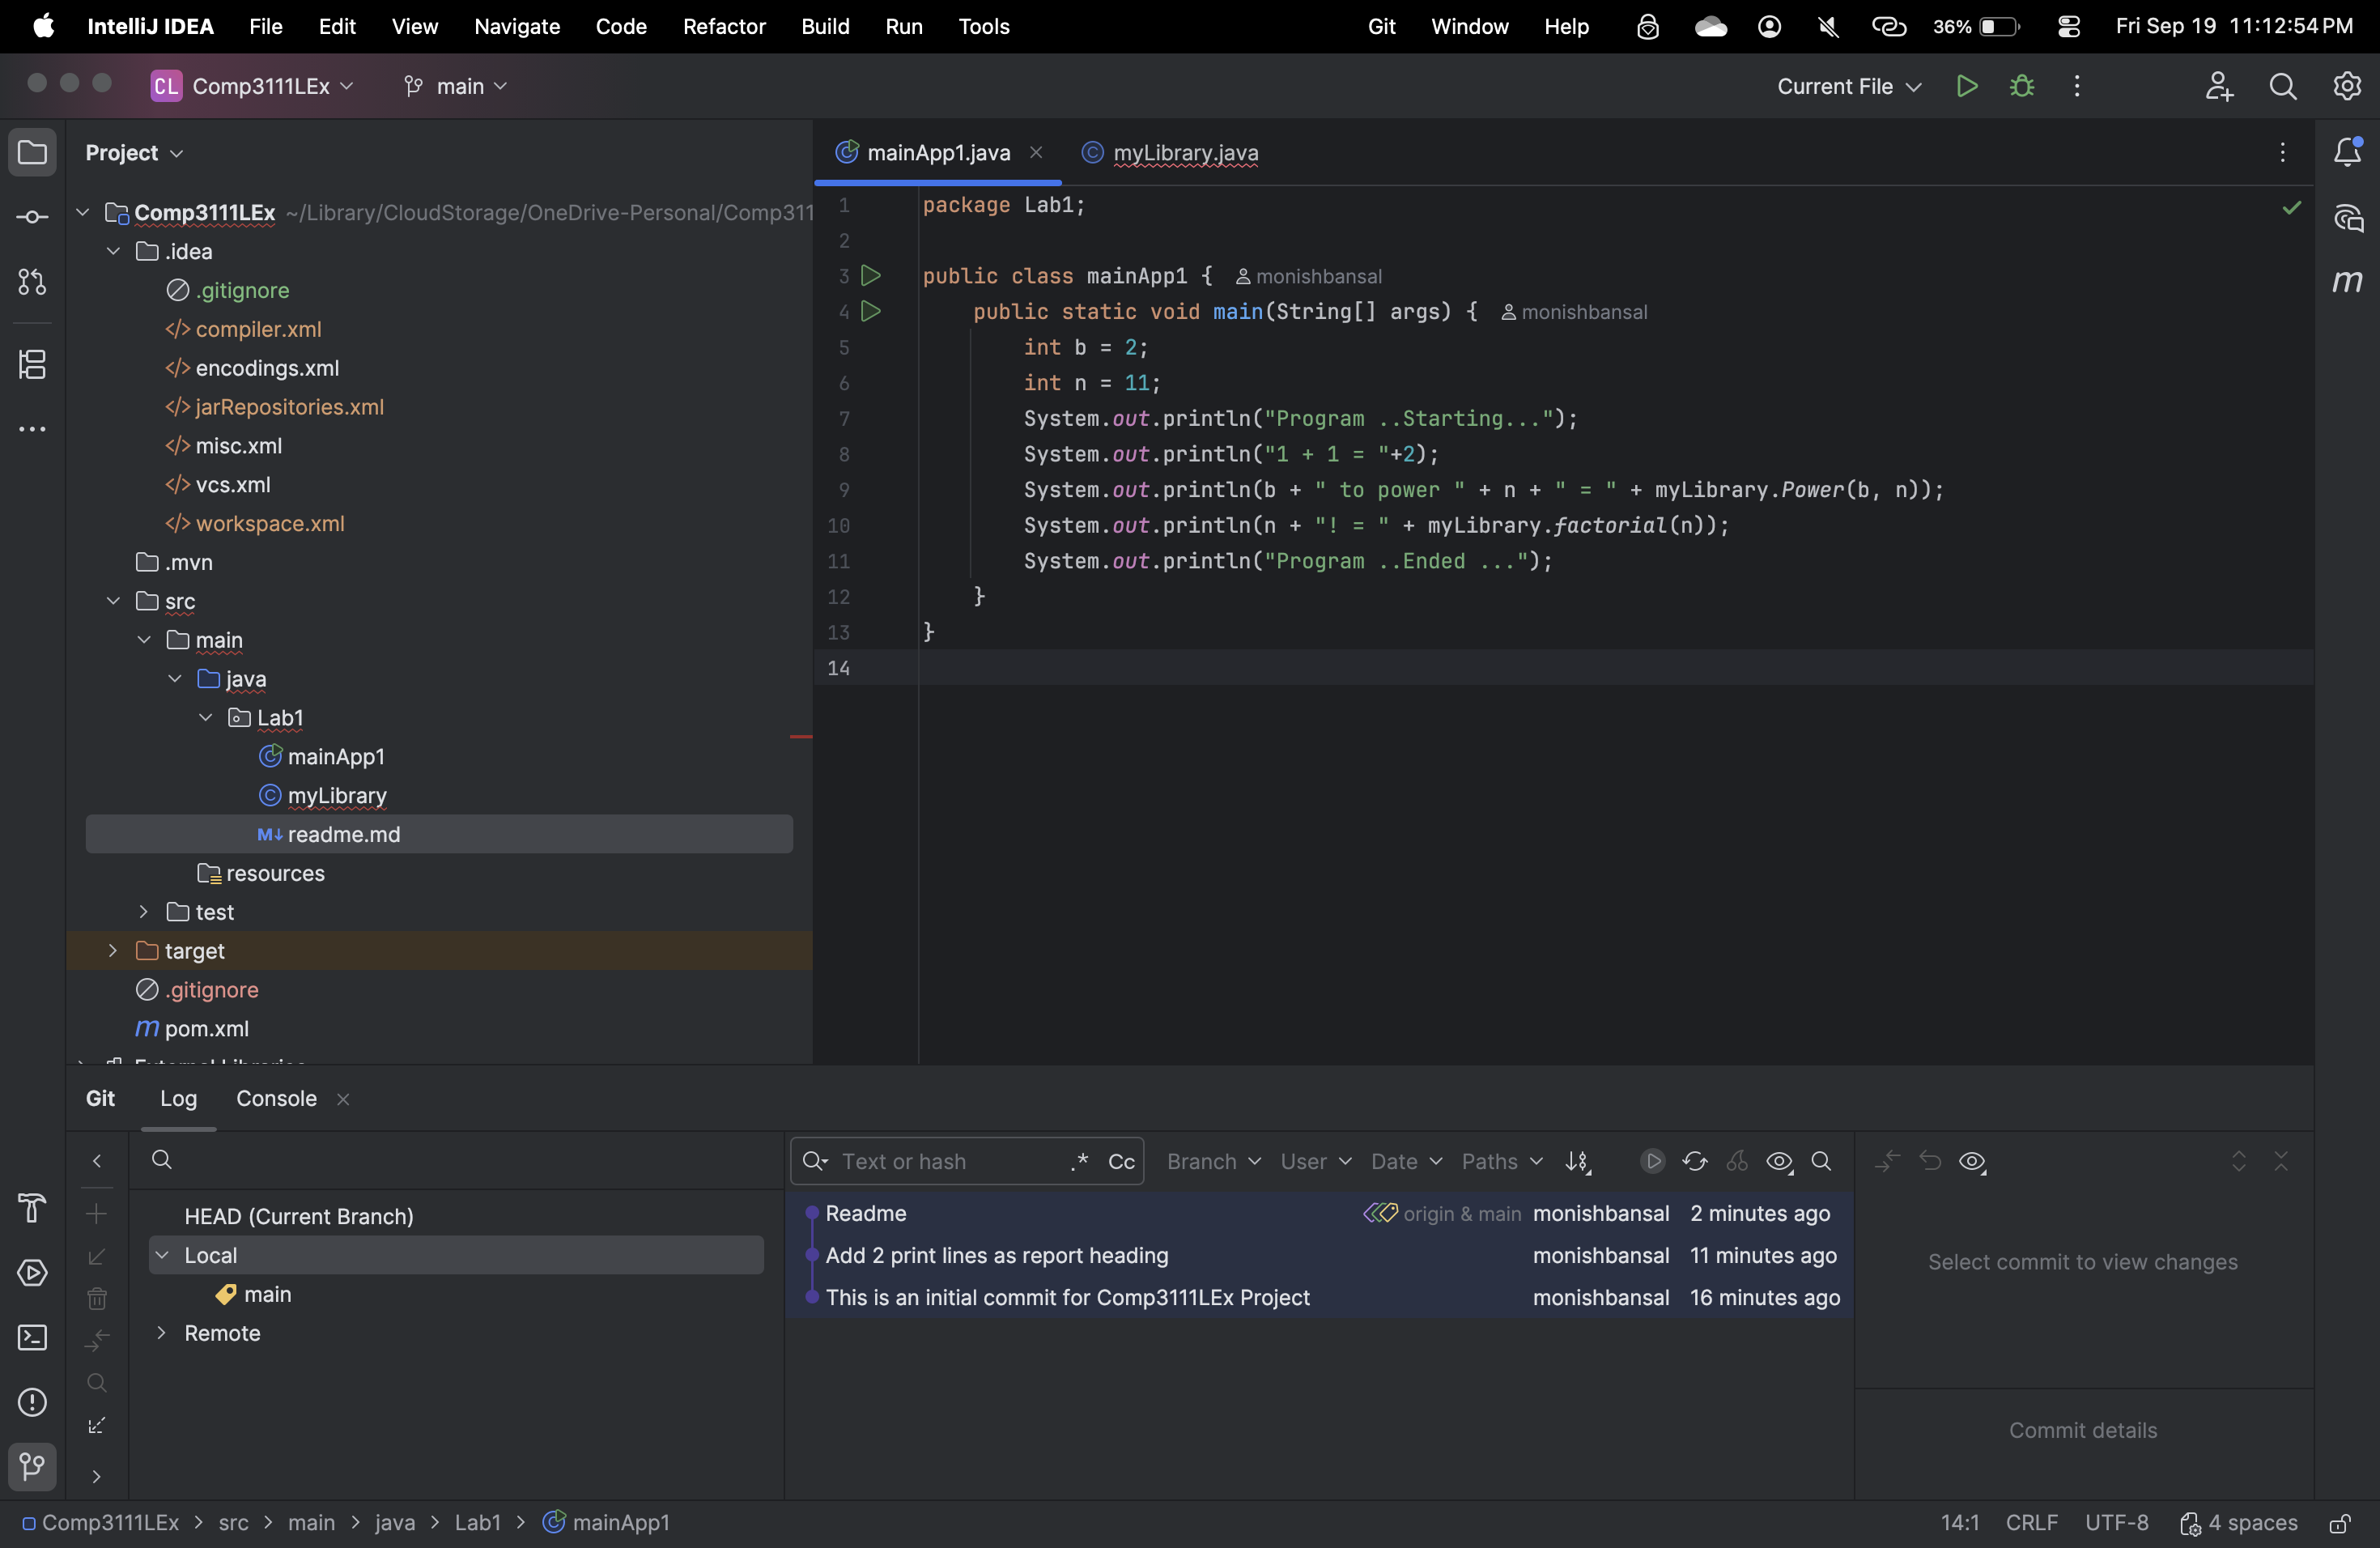 IntelliJ IDEA File Edit View Navigate Code Refactor Build Run Tools Git Window Help 36% Fri Sep 19 11:12:54 PM
CL Comp3111LEx main Current File
Project
Comp3111LEx ~/Library/CloudStorage/OneDrive-Personal/Comp311
.idea
.gitignore
compiler.xml
encodings.xml
jarRepositories.xml
misc.xml
vcs.xml
workspace.xml
.mvn
src
main
java
Lab1
mainApp1
myLibrary
M↓ readme.md
resources
test
target
.gitignore
m pom.xml
External Libraries
mainApp1.java myLibrary.java
1 package Lab1;
2
3 public class mainApp1 { monishbansal
4 public static void main(String[] args) { monishbansal
5 int b = 2;
6 int n = 11;
7 System.out.println("Program ..Starting...");
8 System.out.println("1 + 1 = "+2);
9 System.out.println(b + " to power " + n + " = " + myLibrary.Power(b, n));
10 System.out.println(n + "! = " + myLibrary.factorial(n));
11 System.out.println("Program ..Ended ...");
12 }
13 }
14
m
Git Log Console
HEAD (Current Branch)
Local
main
Remote
Text or hash .* Cc Branch User Date Paths
Readme origin & main monishbansal 2 minutes ago
Add 2 print lines as report heading monishbansal 11 minutes ago
This is an initial commit for Comp3111LEx Project monishbansal 16 minutes ago
Select commit to view changes
Commit details
Comp3111LEx > src > main > java > Lab1 > mainApp1 14:1 CRLF UTF-8 4 spaces